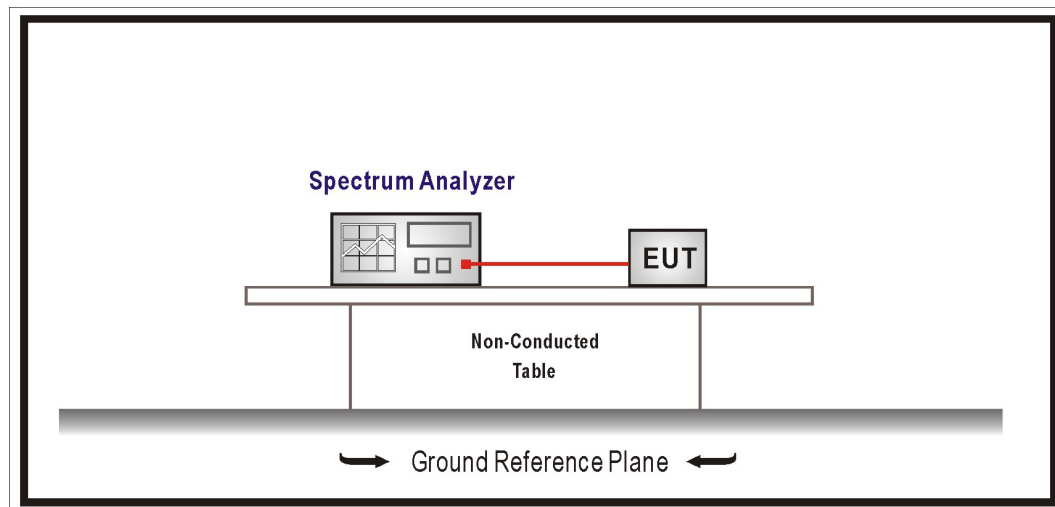 Spectrum Analyzer
EUT
Non-Conducted
Table
Ground Reference Plane